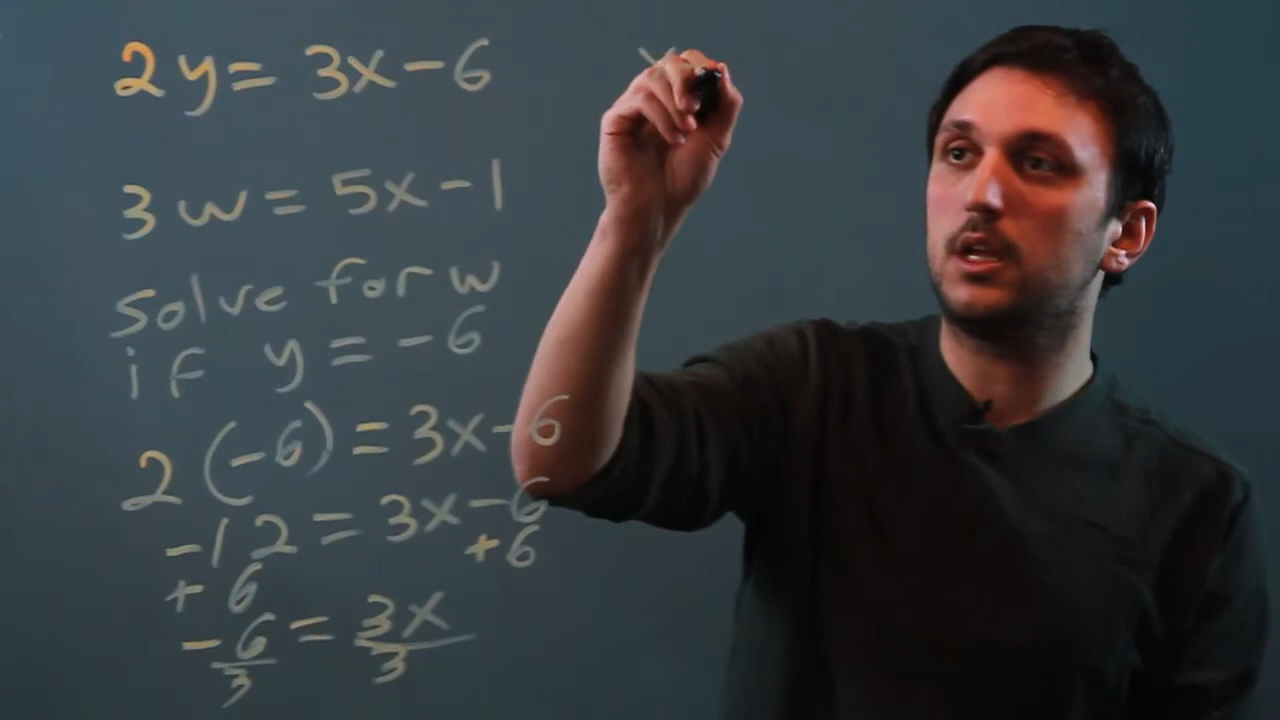 2y = 3x - 6
3w = 5x - 1
solve for w
if y = -6
2(-6) = 3x - 6
-12 = 3x - 6
+6 +6
-6/3 = 3x/3
x